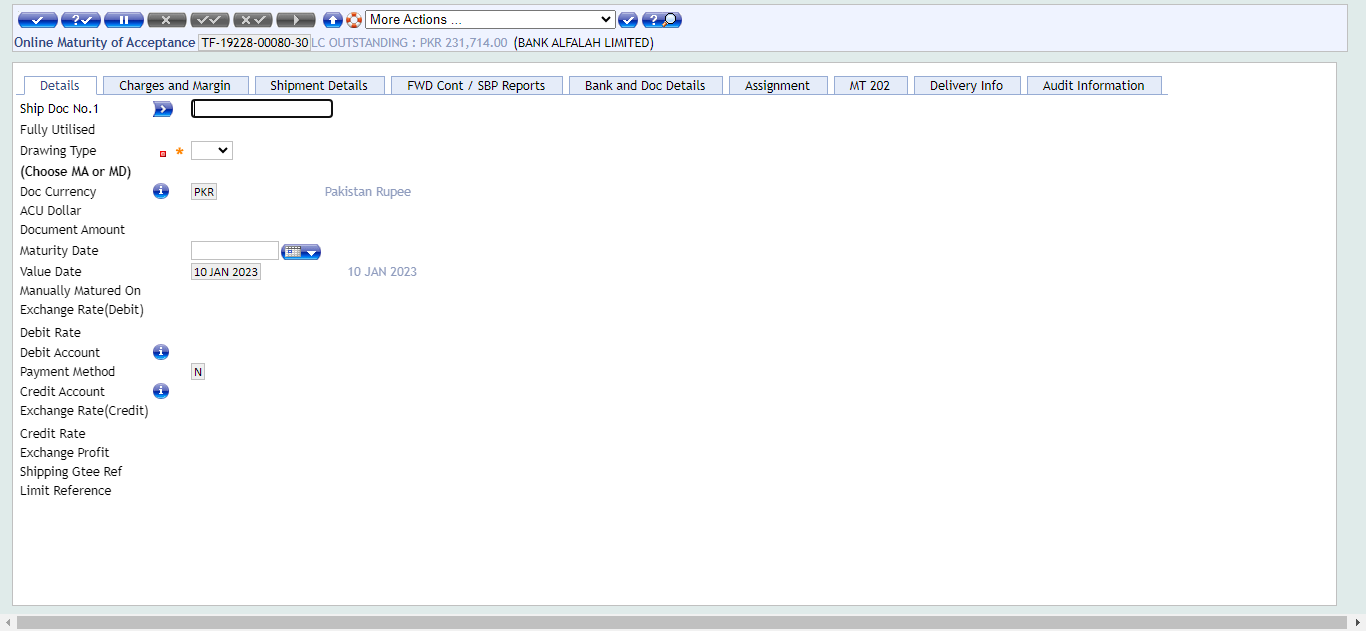 More Actions ...
Online Maturity of Acceptance TF-19228-00080-30 LC OUTSTANDING : PKR 231,714.00 (BANK ALFALAH LIMITED)
Details Charges and Margin Shipment Details FWD Cont / SBP Reports Bank and Doc Details Assignment MT 202 Delivery Info Audit Information
Ship Doc No.1
Fully Utilised
Drawing Type *
(Choose MA or MD)
Doc Currency PKR Pakistan Rupee
ACU Dollar
Document Amount
Maturity Date
Value Date 10 JAN 2023 10 JAN 2023
Manually Matured On
Exchange Rate(Debit)
Debit Rate
Debit Account
Payment Method N
Credit Account
Exchange Rate(Credit)
Credit Rate
Exchange Profit
Shipping Gtee Ref
Limit Reference